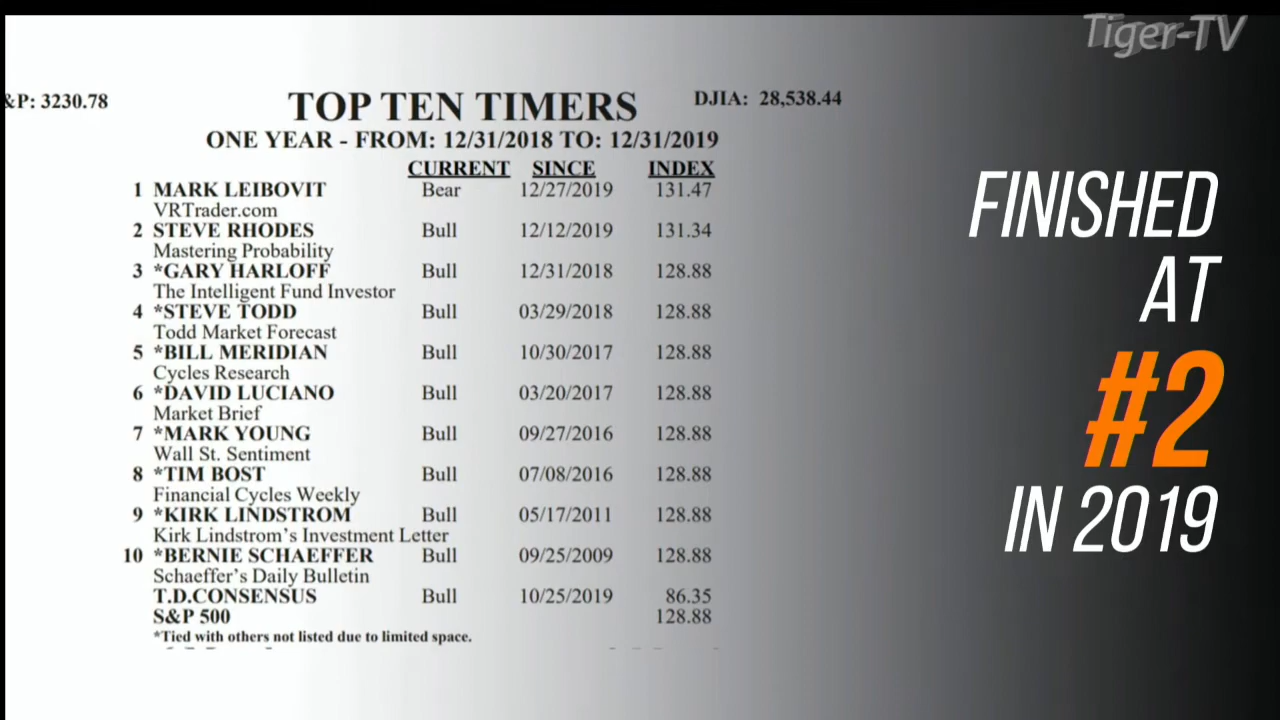 Tiger-TV
&P: 3230.78
TOP TEN TIMERS
DJIA: 28,538.44
ONE YEAR - FROM: 12/31/2018 TO: 12/31/2019
CURRENT SINCE INDEX
1 MARK LEIBOVIT Bear 12/27/2019 131.47
VRTrader.com
2 STEVE RHODES Bull 12/12/2019 131.34
Mastering Probability
3 *GARY HARLOFF Bull 12/31/2018 128.88
The Intelligent Fund Investor
4 *STEVE TODD Bull 03/29/2018 128.88
Todd Market Forecast
5 *BILL MERIDIAN Bull 10/30/2017 128.88
Cycles Research
6 *DAVID LUCIANO Bull 03/20/2017 128.88
Market Brief
7 *MARK YOUNG Bull 09/27/2016 128.88
Wall St. Sentiment
8 *TIM BOST Bull 07/08/2016 128.88
Financial Cycles Weekly
9 *KIRK LINDSTROM Bull 05/17/2011 128.88
Kirk Lindstrom's Investment Letter
10 *BERNIE SCHAEFFER Bull 09/25/2009 128.88
Schaeffer's Daily Bulletin
T.D.CONSENSUS Bull 10/25/2019 86.35
S&P 500 128.88
*Tied with others not listed due to limited space.
FINISHED
AT
#2
IN 2019